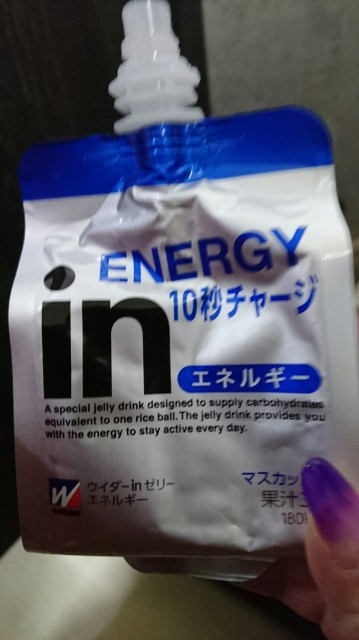 ENERGY
in
10秒チャージ
エネルギー
A special jelly drink designed to supply carbohydrates
equivalent to one rice ball. The jelly drink provides you
with the energy to stay active every day.
W
ウイダーinゼリー
エネルギー
マスカッ
果汁